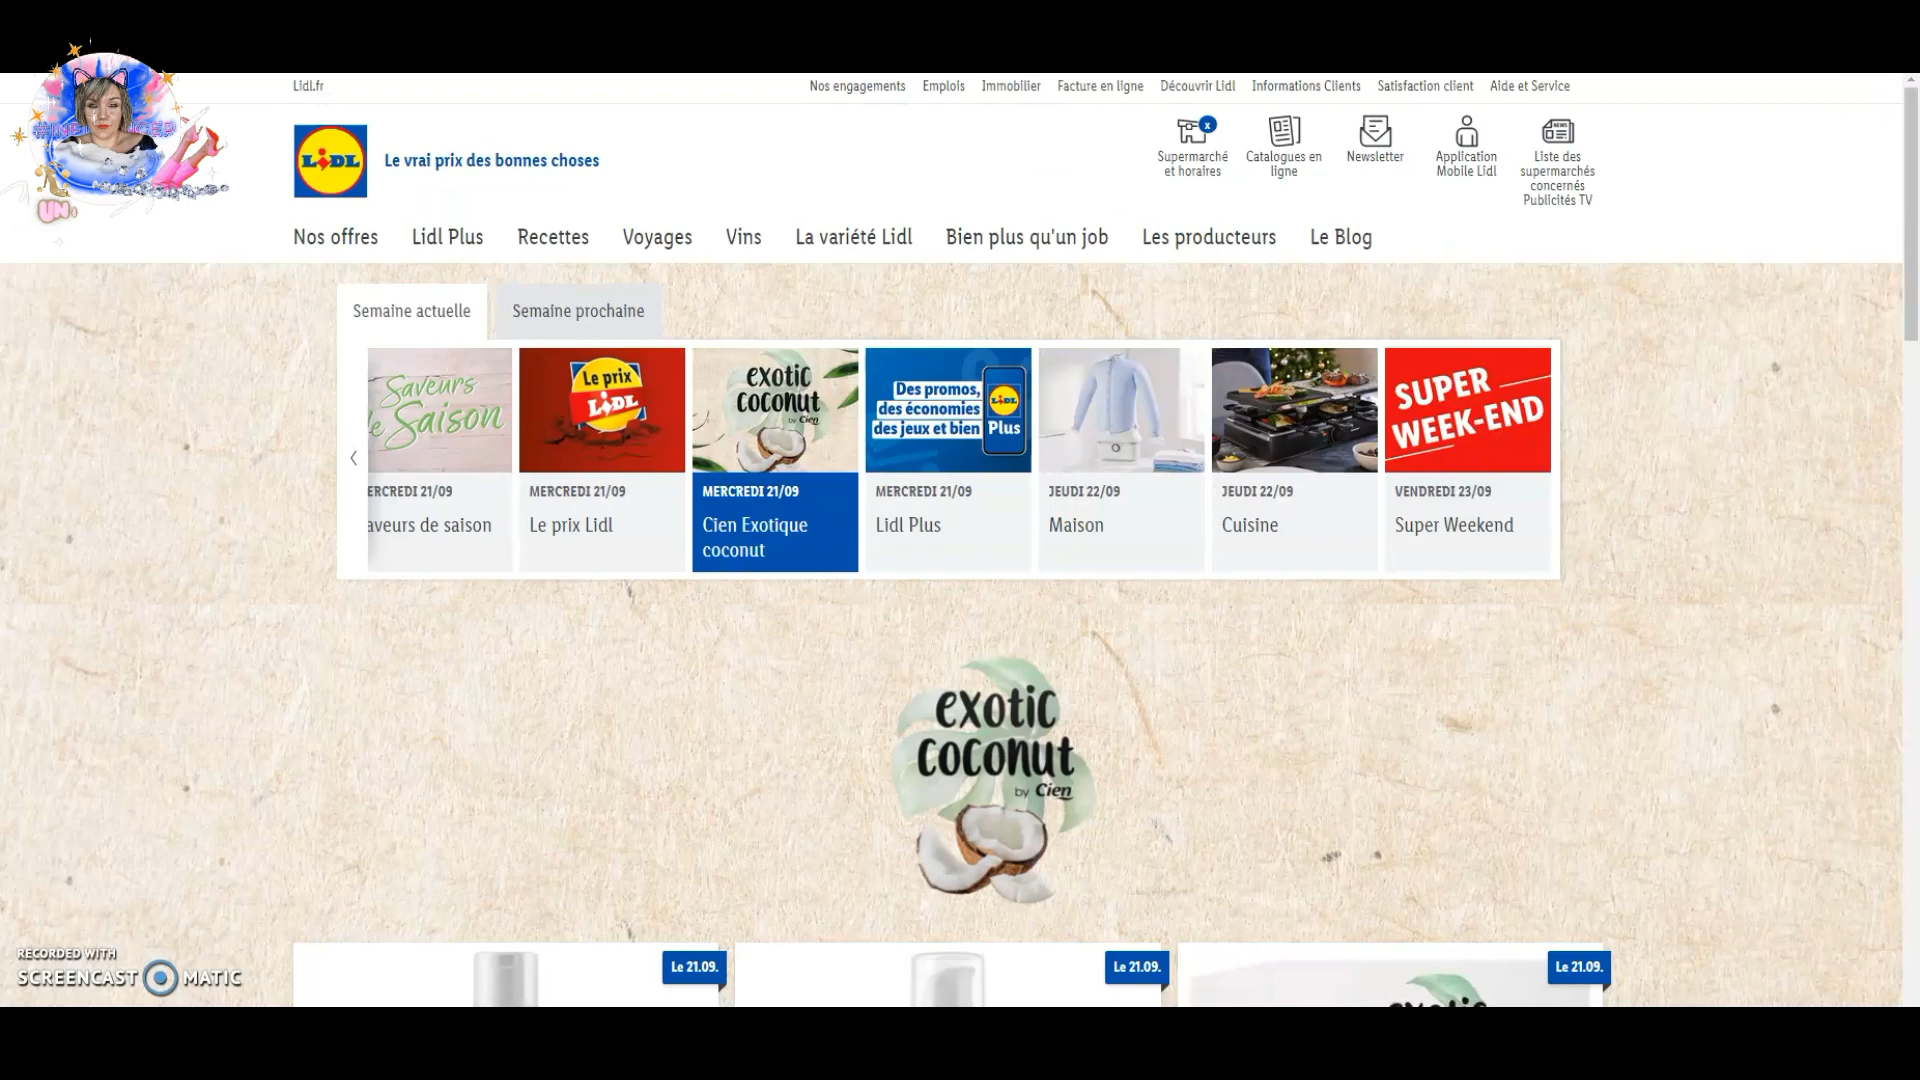 Lidl.fr
Nos engagements Emplois Immobilier Facture en ligne Découvrir Lidl Informations Clients Satisfaction client Aide et Service
LiDL
Le vrai prix des bonnes choses
x
Supermarché
et horaires
Catalogues en
ligne
Newsletter
Application
Mobile Lidl
NEWS
Liste des
supermarchés
concernés
Publicités TV
UN
Nos offres Lidl Plus Recettes Voyages Vins La variété Lidl Bien plus qu'un job Les producteurs Le Blog
Semaine actuelle Semaine prochaine
Saveurs
de Saison
ERCREDI 21/09
aveurs de saison
Le prix
LiDL
MERCREDI 21/09
Le prix Lidl
exotic
coconut
by Cien
MERCREDI 21/09
Cien Exotique
coconut
Des promos,
des économies
des jeux et bien
LiDL
Plus
MERCREDI 21/09
Lidl Plus
JEUDI 22/09
Maison
JEUDI 22/09
Cuisine
SUPER
WEEK-END
VENDREDI 23/09
Super Weekend
exotic
coconut
by Cien
Le 21.09.
Le 21.09.
Le 21.09.
exotic
RECORDED WITH
SCREENCAST MATIC